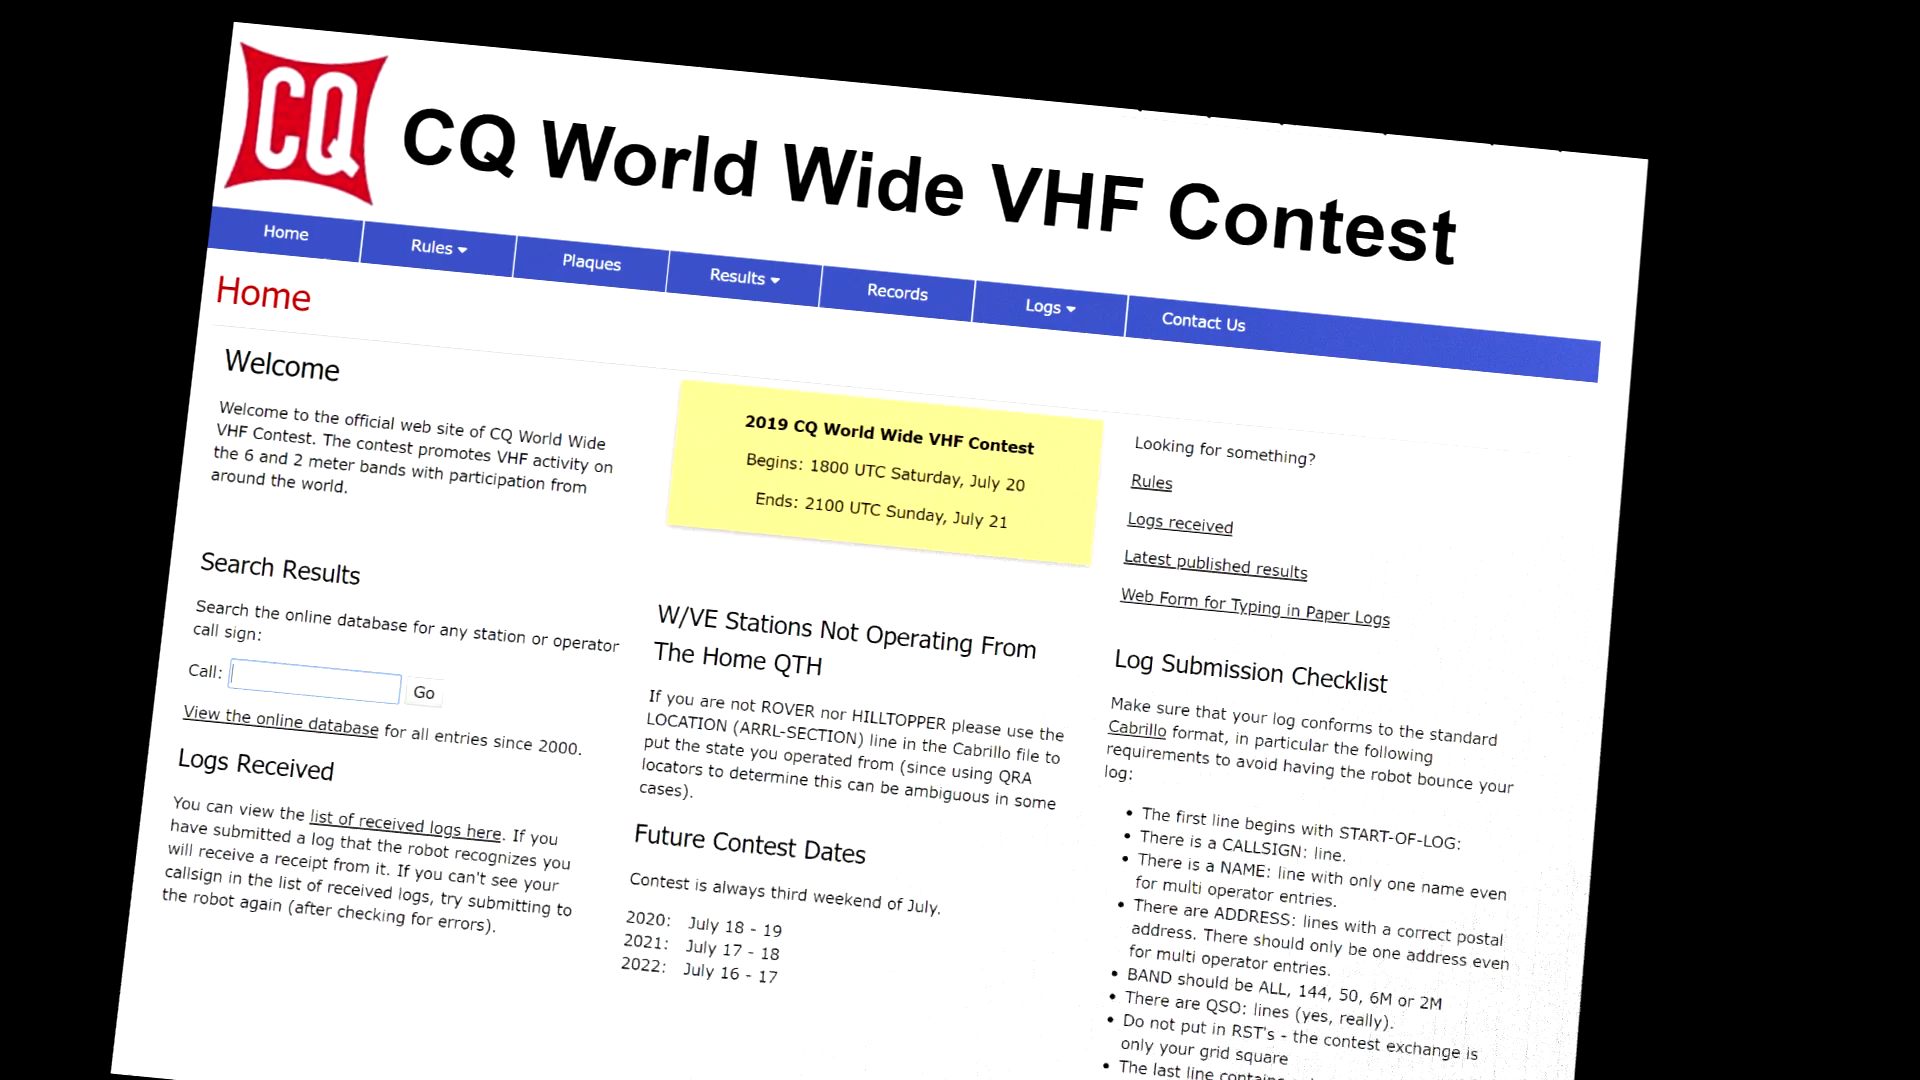 CQ
CQ World Wide VHF Contest
Home
Rules
Plaques
Results
Records
Logs
Contact Us
Home
Welcome
Welcome to the official web site of CQ World Wide
VHF Contest. The contest promotes VHF activity on
the 6 and 2 meter bands with participation from
around the world.
2019 CQ World Wide VHF Contest
Begins: 1800 UTC Saturday, July 20
Ends: 2100 UTC Sunday, July 21
Looking for something?
Rules
Logs received
Latest published results
Web Form for Typing in Paper Logs
Search Results
Search the online database for any station or operator
call sign:
Call:
Go
View the online database for all entries since 2000.
Logs Received
You can view the list of received logs here. If you
have submitted a log that the robot recognizes you
will receive a receipt from it. If you can't see your
callsign in the list of received logs, try submitting to
the robot again (after checking for errors).
W/VE Stations Not Operating From
The Home QTH
If you are not ROVER nor HILLTOPPER please use the
LOCATION (ARRL-SECTION) line in the Cabrillo file to
put the state you operated from (since using QRA
locators to determine this can be ambiguous in some
cases).
Future Contest Dates
Contest is always third weekend of July.
2020: July 18 - 19
2021: July 17 - 18
2022: July 16 - 17
Log Submission Checklist
Make sure that your log conforms to the standard
Cabrillo format, in particular the following
requirements to avoid having the robot bounce your
log:
• The first line begins with START-OF-LOG:
• There is a CALLSIGN: line.
• There is a NAME: line with only one name even
for multi operator entries.
• There are ADDRESS: lines with a correct postal
address. There should only be one address even
for multi operator entries.
• BAND should be ALL, 144, 50, 6M or 2M
• There are QSO: lines (yes, really).
• Do not put in RST's - the contest exchange is
only your grid square
• The last line